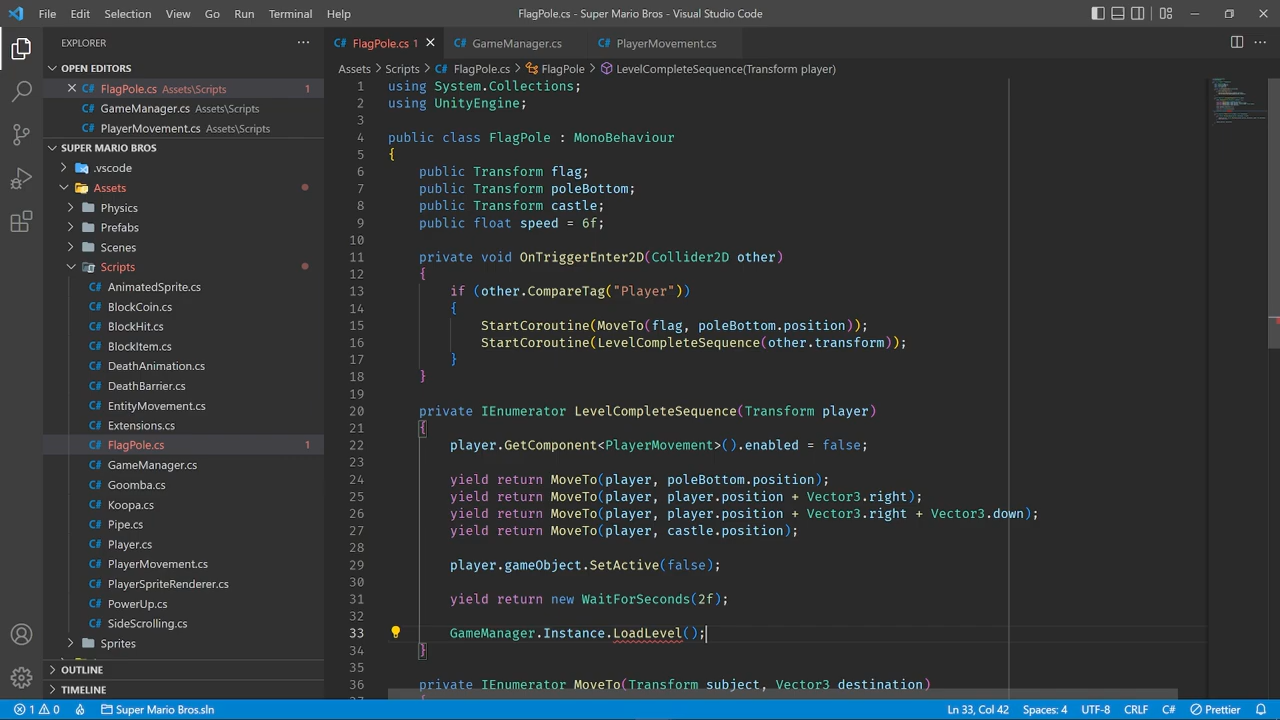 File Edit Selection View Go Run Terminal Help
FlagPole.cs - Super Mario Bros - Visual Studio Code
EXPLORER
OPEN EDITORS
FlagPole.cs Assets\Scripts 1
GameManager.cs Assets\Scripts
PlayerMovement.cs Assets\Scripts
SUPER MARIO BROS
.vscode
Assets
Physics
Prefabs
Scenes
Scripts
C# AnimatedSprite.cs
C# BlockCoin.cs
C# BlockHit.cs
C# BlockItem.cs
C# DeathAnimation.cs
C# DeathBarrier.cs
C# EntityMovement.cs
C# Extensions.cs
C# FlagPole.cs 1
C# GameManager.cs
C# Goomba.cs
C# Koopa.cs
C# Pipe.cs
C# Player.cs
C# PlayerMovement.cs
C# PlayerSpriteRenderer.cs
C# PowerUp.cs
C# SideScrolling.cs
Sprites
OUTLINE
TIMELINE
C# FlagPole.cs 1
C# GameManager.cs
C# PlayerMovement.cs
Assets > Scripts > C# FlagPole.cs > FlagPole > LevelCompleteSequence(Transform player)
1 using System.Collections;
2 using UnityEngine;
3
4 public class FlagPole : MonoBehaviour
5 {
6 public Transform flag;
7 public Transform poleBottom;
8 public Transform castle;
9 public float speed = 6f;
10
11 private void OnTriggerEnter2D(Collider2D other)
12 {
13 if (other.CompareTag("Player"))
14 {
15 StartCoroutine(MoveTo(flag, poleBottom.position));
16 StartCoroutine(LevelCompleteSequence(other.transform));
17 }
18 }
19
20 private IEnumerator LevelCompleteSequence(Transform player)
21 {
22 player.GetComponent<PlayerMovement>().enabled = false;
23
24 yield return MoveTo(player, poleBottom.position);
25 yield return MoveTo(player, player.position + Vector3.right);
26 yield return MoveTo(player, player.position + Vector3.right + Vector3.down);
27 yield return MoveTo(player, castle.position);
28
29 player.gameObject.SetActive(false);
30
31 yield return new WaitForSeconds(2f);
32
33 GameManager.Instance.LoadLevel();
34 }
35
36 private IEnumerator MoveTo(Transform subject, Vector3 destination)
37 {
1 0 Super Mario Bros.sln
Ln 33, Col 42 Spaces: 4 UTF-8 CRLF C# Prettier